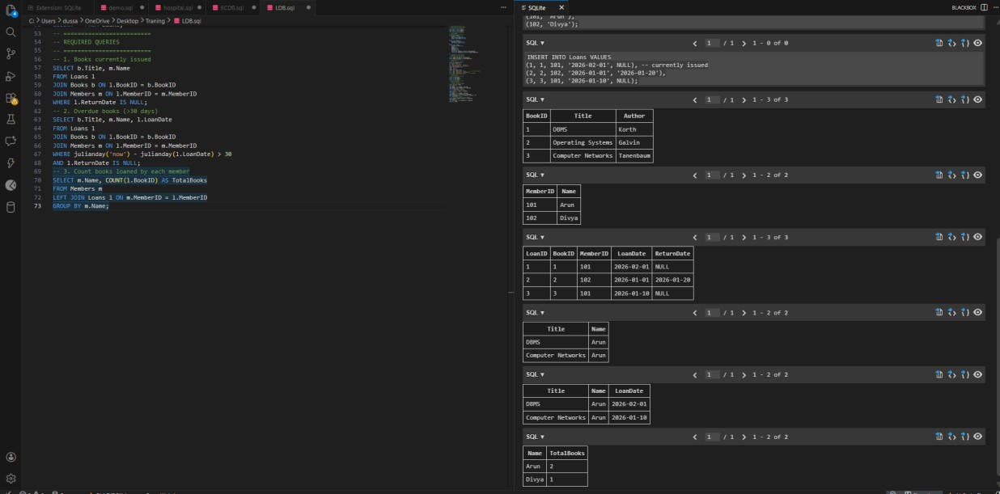 Extension: SQLite
demo.sql
hospital.sql
ECDB.sql
LDB.sql
C: > Users > dussa > OneDrive > Desktop > Traning > LDB.sql
53 -- =========================
54 -- REQUIRED QUERIES
55 -- =========================
56 -- 1. Books currently issued
57 SELECT b.Title, m.Name
58 FROM Loans l
59 JOIN Books b ON l.BookID = b.BookID
60 JOIN Members m ON l.MemberID = m.MemberID
61 WHERE l.ReturnDate IS NULL;
62 -- 2. Overdue books (>30 days)
63 SELECT b.Title, m.Name, l.LoanDate
64 FROM Loans l
65 JOIN Books b ON l.BookID = b.BookID
66 JOIN Members m ON l.MemberID = m.MemberID
67 WHERE julianday('now') - julianday(l.LoanDate) > 30
68 AND l.ReturnDate IS NULL;
69 -- 3. Count books loaned by each member
70 SELECT m.Name, COUNT(l.BookID) AS TotalBooks
71 FROM Members m
72 LEFT JOIN Loans l ON m.MemberID = l.MemberID
73 GROUP BY m.Name;
SQLite
BLACKBOX
(101, 'Arun'),
(102, 'Divya');
SQL ▼ < 1 / 1 > 1 - 0 of 0
INSERT INTO Loans VALUES
(1, 1, 101, '2026-02-01', NULL), -- currently issued
(2, 2, 102, '2026-01-01', '2026-01-20'),
(3, 3, 101, '2026-01-10', NULL);
SQL ▼ < 1 / 1 > 1 - 3 of 3
BookID Title Author
1 DBMS Korth
2 Operating Systems Galvin
3 Computer Networks Tanenbaum
SQL ▼ < 1 / 1 > 1 - 2 of 2
MemberID Name
101 Arun
102 Divya
SQL ▼ < 1 / 1 > 1 - 3 of 3
LoanID BookID MemberID LoanDate ReturnDate
1 1 101 2026-02-01 NULL
2 2 102 2026-01-01 2026-01-20
3 3 101 2026-01-10 NULL
SQL ▼ < 1 / 1 > 1 - 2 of 2
Title Name
DBMS Arun
Computer Networks Arun
SQL ▼ < 1 / 1 > 1 - 2 of 2
Title Name LoanDate
DBMS Arun 2026-02-01
Computer Networks Arun 2026-01-10
SQL ▼ < 1 / 1 > 1 - 2 of 2
Name TotalBooks
Arun 2
Divya 1